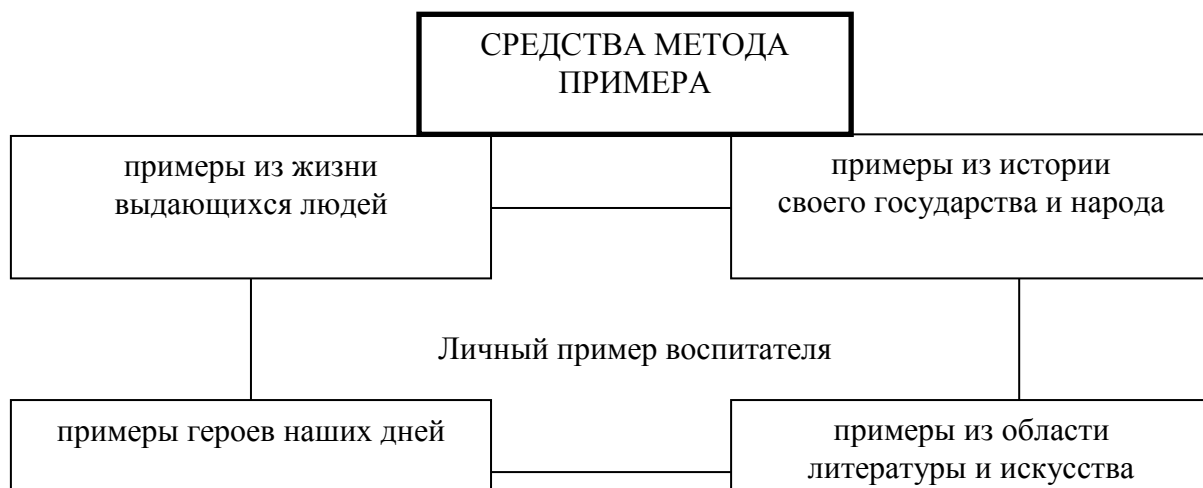 СРЕДСТВА МЕТОДА
ПРИМЕРА
примеры из жизни
выдающихся людей
примеры из истории
своего государства и народа
Личный пример воспитателя
примеры героев наших дней
примеры из области
литературы и искусства